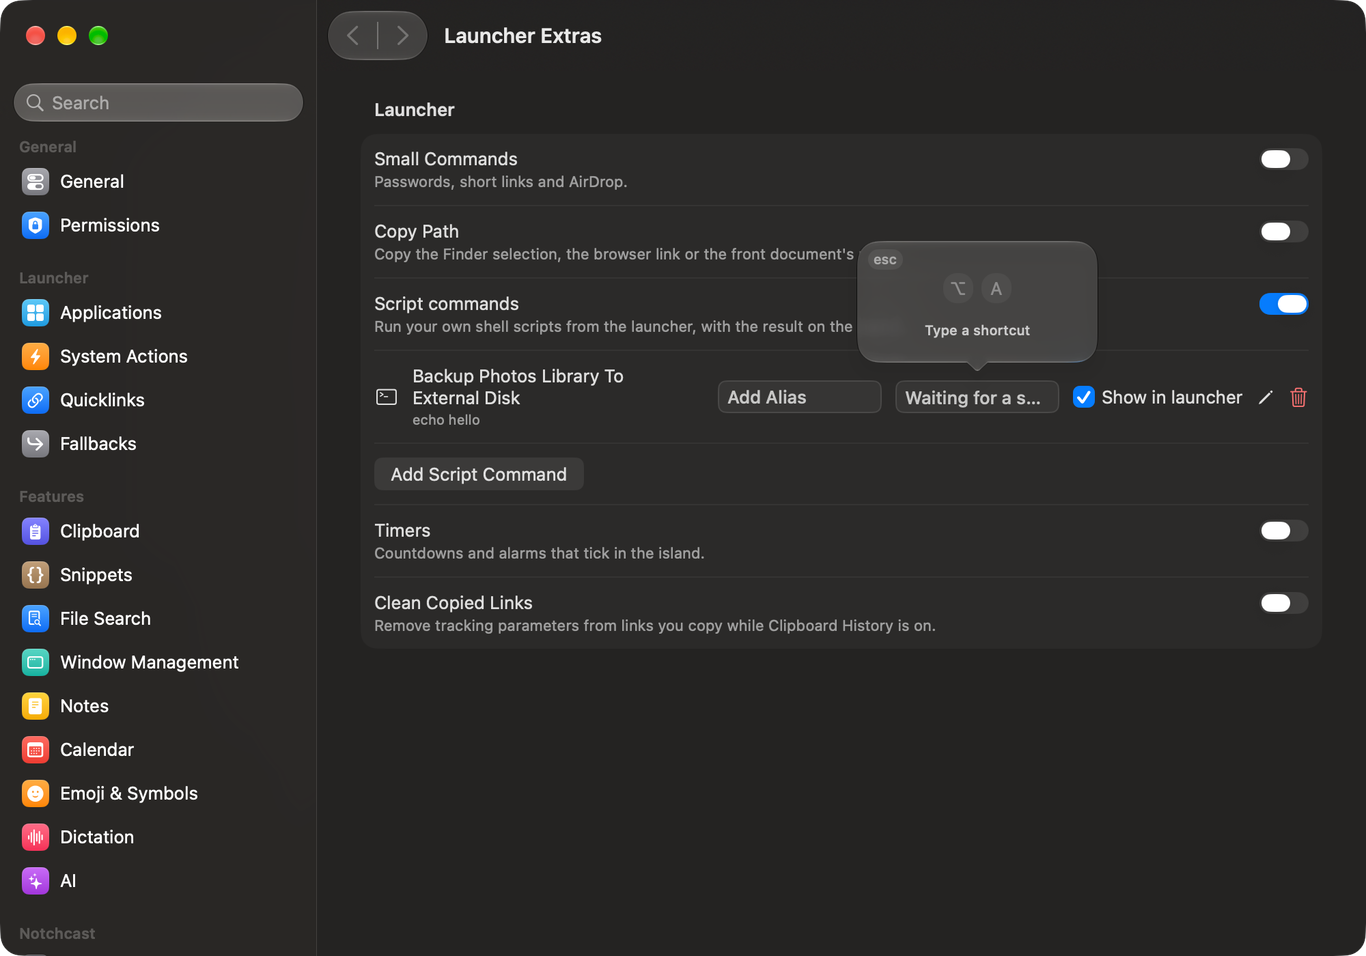 Launcher Extras
Search
General
General
Permissions
Launcher
Applications
System Actions
Quicklinks
Fallbacks
Features
Clipboard
Snippets
File Search
Window Management
Notes
Calendar
Emoji & Symbols
Dictation
AI
Notchcast
Launcher
Small Commands
Passwords, short links and AirDrop.
Copy Path
Copy the Finder selection, the browser link or the front document's
esc
⌥ A
Type a shortcut
Script commands
Run your own shell scripts from the launcher, with the result on the
Backup Photos Library To
External Disk
echo hello
Add Alias
Waiting for a s...
Show in launcher
Add Script Command
Timers
Countdowns and alarms that tick in the island.
Clean Copied Links
Remove tracking parameters from links you copy while Clipboard History is on.